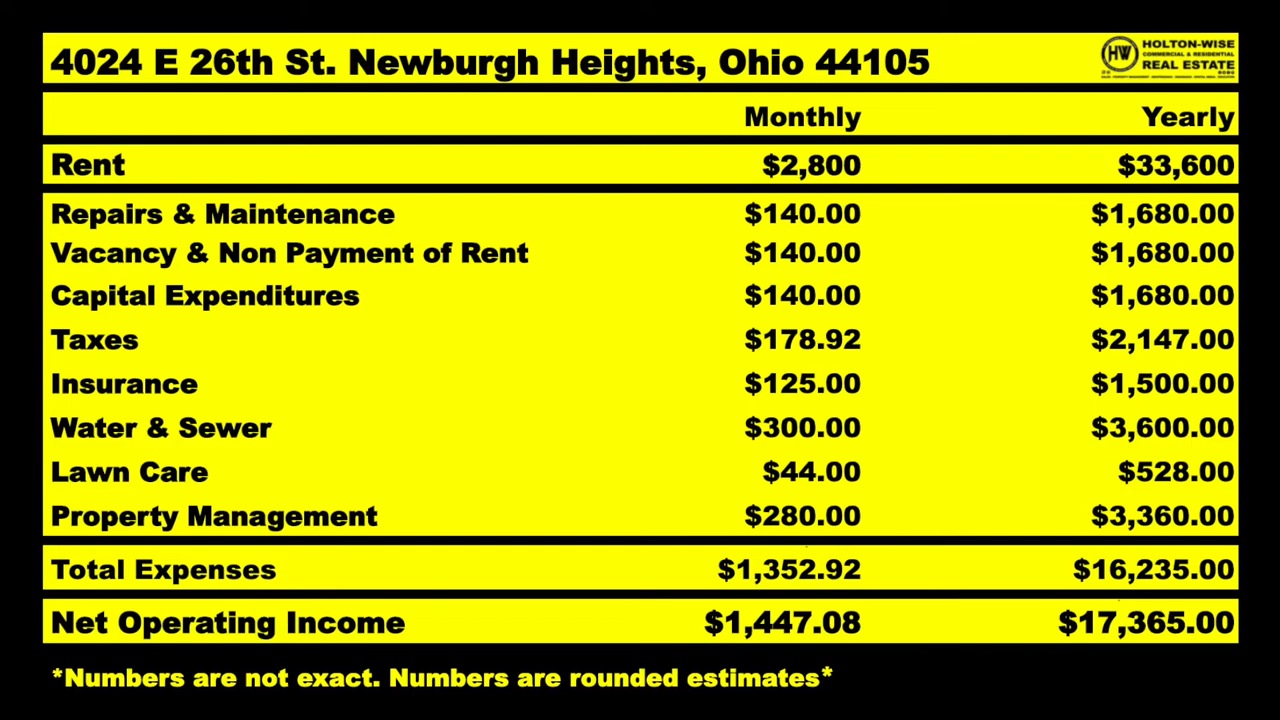 4024 E 26th St. Newburgh Heights, Ohio 44105
HW
HOLTON-WISE
COMMERCIAL & RESIDENTIAL
REAL ESTATE
Monthly Yearly
Rent $2,800 $33,600
Repairs & Maintenance $140.00 $1,680.00
Vacancy & Non Payment of Rent $140.00 $1,680.00
Capital Expenditures $140.00 $1,680.00
Taxes $178.92 $2,147.00
Insurance $125.00 $1,500.00
Water & Sewer $300.00 $3,600.00
Lawn Care $44.00 $528.00
Property Management $280.00 $3,360.00
Total Expenses $1,352.92 $16,235.00
Net Operating Income $1,447.08 $17,365.00
*Numbers are not exact. Numbers are rounded estimates*